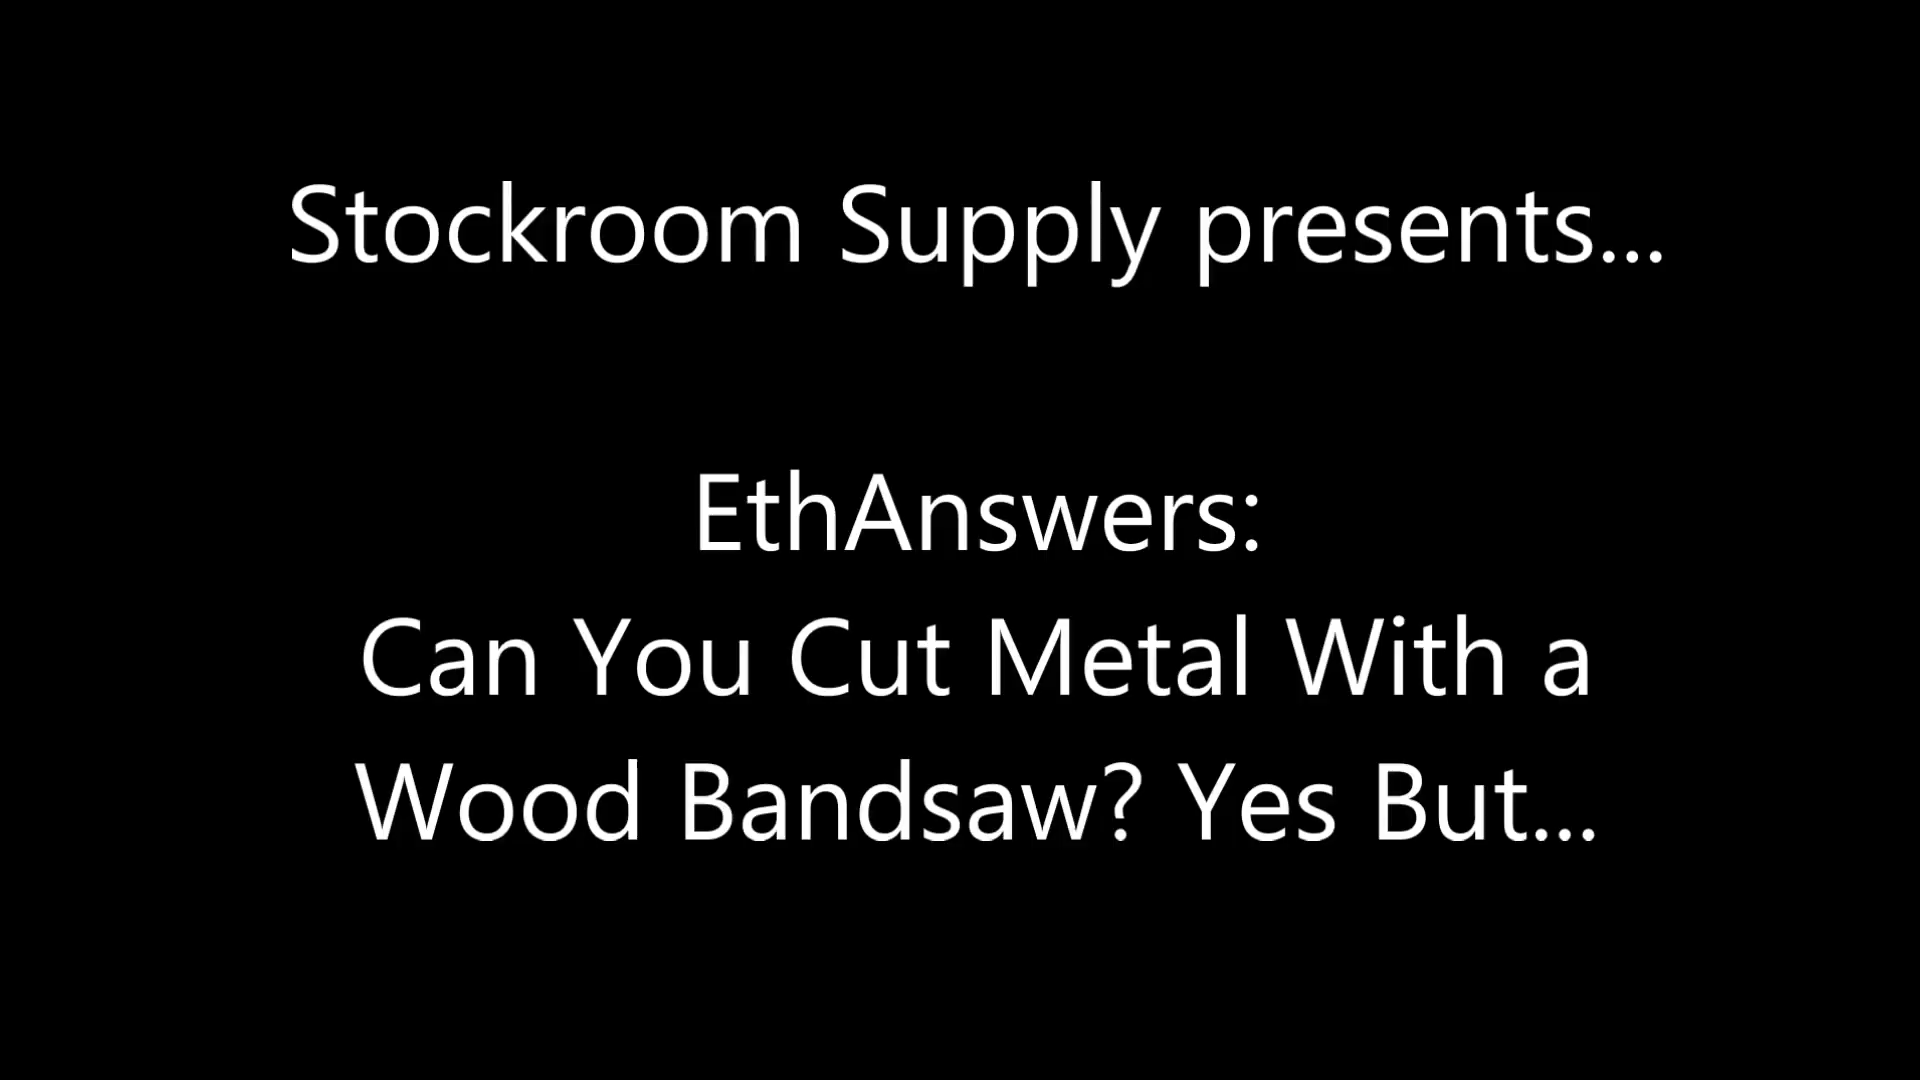 Stockroom Supply presents...
EthAnswers:
Can You Cut Metal With a
Wood Bandsaw? Yes But...